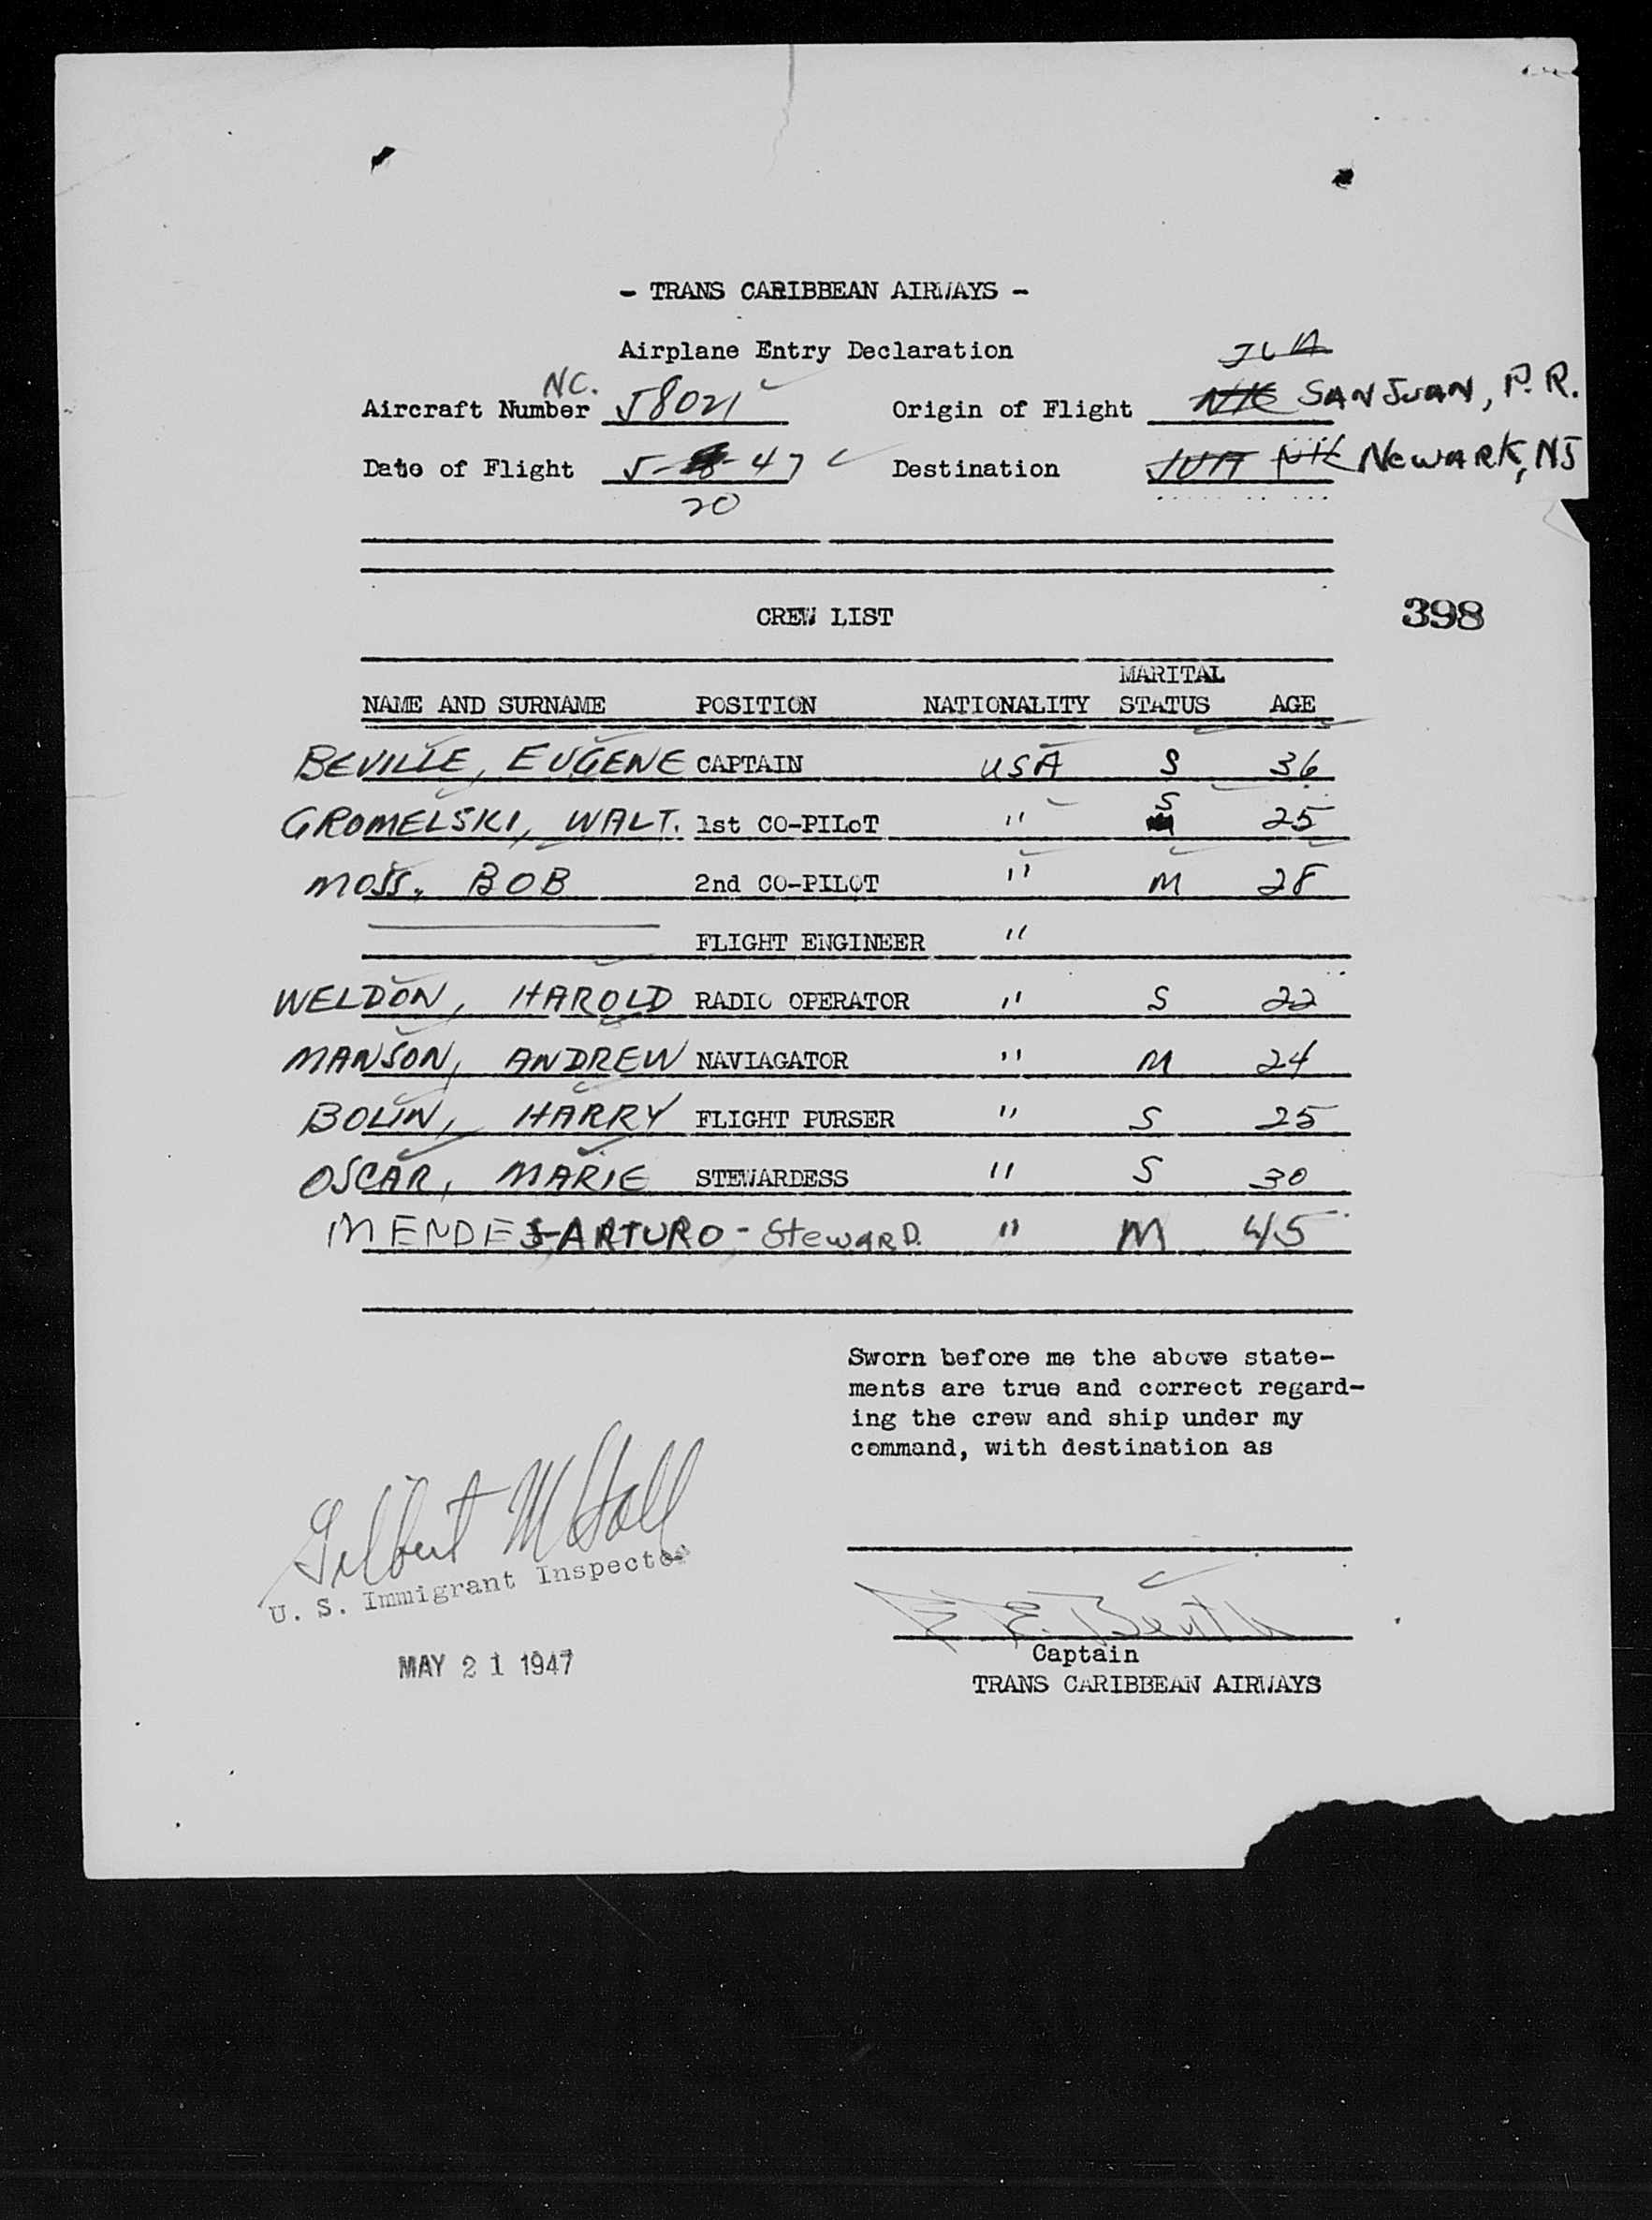 - TRANS CARIBBEAN AIRWAYS -
Airplane Entry Declaration
JUA
NC.
Aircraft Number 58021 Origin of Flight NK SAN JUAN, P.R.
Date of Flight 5- -47 Destination JUA NK NEWARK, NJ
20
CREW LIST
398
MARITAL
NAME AND SURNAME POSITION NATIONALITY STATUS AGE
BEVILLE, EUGENE CAPTAIN USA S 36
GROMELSKI, WALT. 1st CO-PILOT " S 25
MOSS, BOB 2nd CO-PILOT " M 28
FLIGHT ENGINEER "
WELDON, HAROLD RADIO OPERATOR " S 22
MANSON, ANDREW NAVIAGATOR " M 24
BOLIN, HARRY FLIGHT PURSER " S 25
OSCAR, MARIE STEWARDESS " S 30
MENDES-ARTURO - StewarD. " M 45
Sworn before me the above state-
ments are true and correct regard-
ing the crew and ship under my
command, with destination as
Gilbert M Hall
U. S. Immigrant Inspector
MAY 21 1947
Captain
TRANS CARIBBEAN AIRWAYS